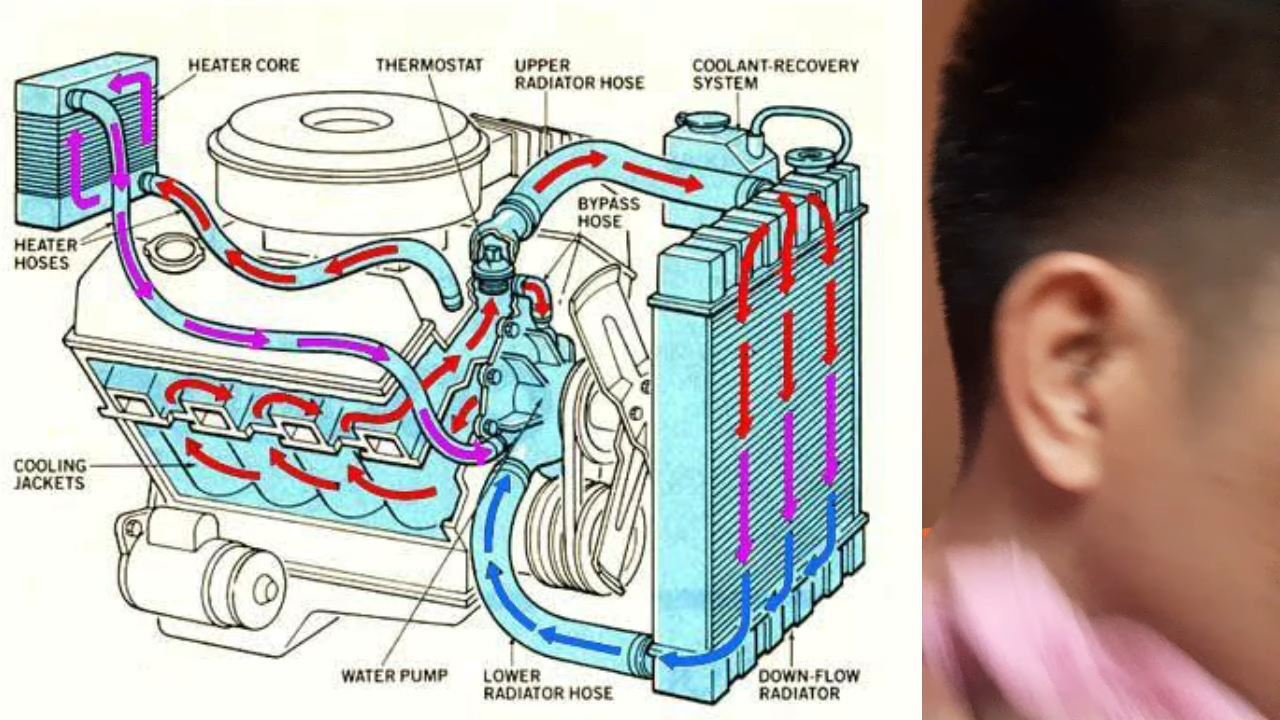 HEATER CORE
THERMOSTAT
UPPER
RADIATOR HOSE
COOLANT-RECOVERY
SYSTEM
BYPASS
HOSE
HEATER
HOSES
COOLING
JACKETS
WATER PUMP
LOWER
RADIATOR HOSE
DOWN-FLOW
RADIATOR